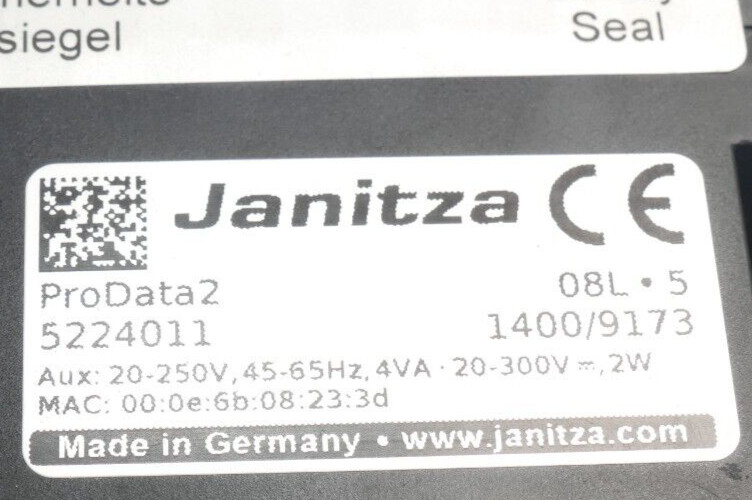 siegel
Seal
Janitza CE
ProData2 08L • 5
5224011 1400/9173
Aux: 20-250V, 45-65Hz, 4VA · 20-300V ⎓, 2W
MAC: 00:0e:6b:08:23:3d
Made in Germany • www.janitza.com